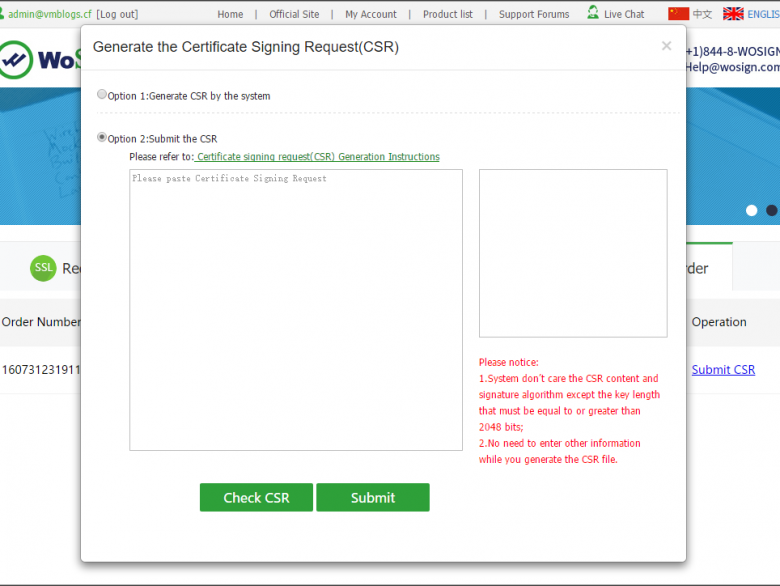 admin@vmblogs.cf [Log out] Home | Official Site | My Account | Product list | Support Forums Live Chat 中文 ENGLIS
Generate the Certificate Signing Request(CSR) ×
WoS
+1)844-8-WOSIGN
Help@wosign.com
Option 1:Generate CSR by the system
Option 2:Submit the CSR
Please refer to: Certificate signing request(CSR) Generation Instructions
Please paste Certificate Signing Request
SSL Re
rder
Order Number
Operation
160731231911
Submit CSR
Please notice:
1.System don't care the CSR content and
signature algorithm except the key length
that must be equal to or greater than
2048 bits;
2.No need to enter other information
while you generate the CSR file.
Check CSR Submit